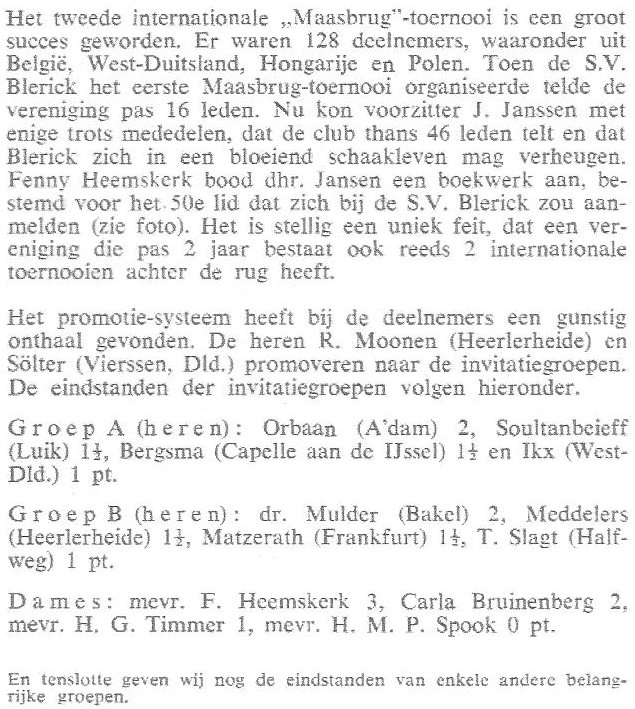 Het tweede internationale „Maasbrug"-toernooi is een groot
succes geworden. Er waren 128 deelnemers, waaronder uit
België, West-Duitsland, Hongarije en Polen. Toen de S.V.
Blerick het eerste Maasbrug-toernooi organiseerde telde de
vereniging pas 16 leden. Nu kon voorzitter J. Janssen met
enige trots mededelen, dat de club thans 46 leden telt en dat
Blerick zich in een bloeiend schaakleven mag verheugen.
Fenny Heemskerk bood dhr. Jansen een boekwerk aan, be-
stemd voor het 50e lid dat zich bij de S.V. Blerick zou aan-
melden (zie foto). Het is stellig een uniek feit, dat een ver-
eniging die pas 2 jaar bestaat ook reeds 2 internationale
toernooien achter de rug heeft.

Het promotie-systeem heeft bij de deelnemers een gunstig
onthaal gevonden. De heren R. Moonen (Heerlerheide) en
Sölter (Vierssen, Dld.) promoveren naar de invitatiegroepen.
De eindstanden der invitatiegroepen volgen hieronder.

Groep A (heren): Orbaan (A'dam) 2, Soultanbeieff
(Luik) 1½, Bergsma (Capelle aan de IJssel) 1½ en Ikx (West-
Dld.) 1 pt.

Groep B (heren): dr. Mulder (Bakel) 2, Meddelers
(Heerlerheide) 1½, Matzerath (Frankfurt) 1½, T. Slagt (Half-
weg) 1 pt.

Dames: mevr. F. Heemskerk 3, Carla Bruinenberg 2,
mevr. H. G. Timmer 1, mevr. H. M. P. Spook 0 pt.

En tenslotte geven wij nog de eindstanden van enkele andere belang-
rijke groepen.